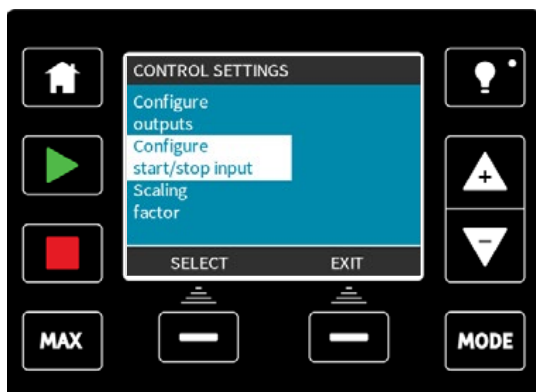 CONTROL SETTINGS
Configure
outputs
Configure
start/stop input
Scaling
factor
SELECT EXIT
MAX
MODE